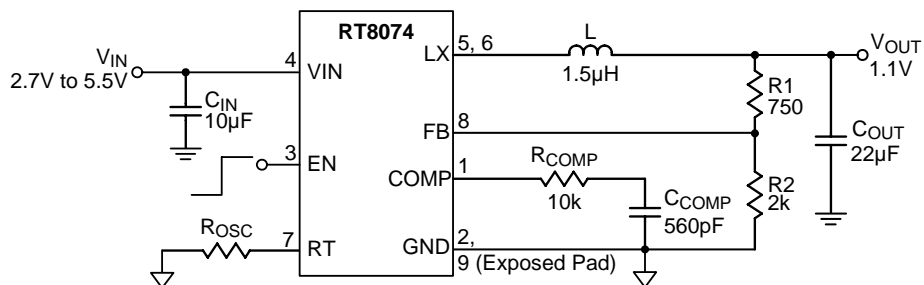 RT8074
V_IN
2.7V to 5.5V
4
VIN
C_IN
10µF
3
EN
R_OSC
7
RT
LX
5, 6
L
1.5µH
V_OUT
1.1V
R1
750
FB
8
C_OUT
22µF
COMP
1
R_COMP
10k
C_COMP
560pF
R2
2k
GND
2,
9 (Exposed Pad)